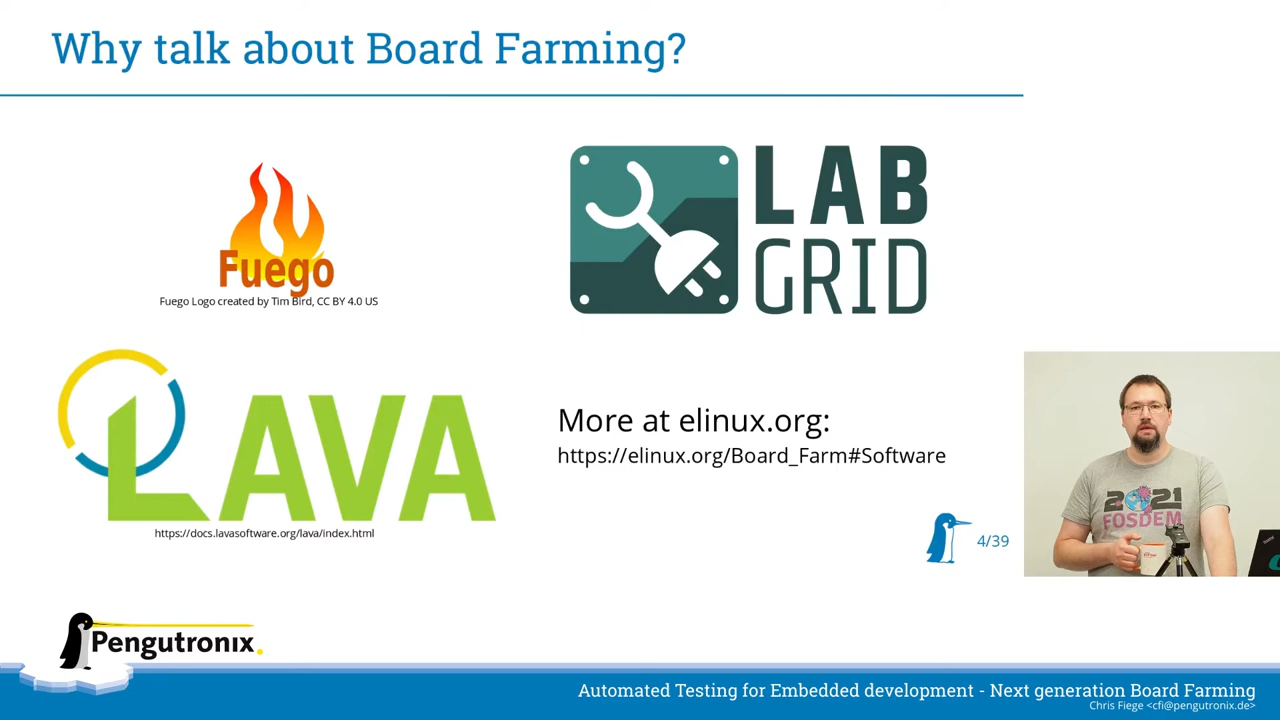 Why talk about Board Farming?
Fuego
Fuego Logo created by Tim Bird, CC BY 4.0 US
LAB
GRID
LAVA
https://docs.lavasoftware.org/lava/index.html
More at elinux.org:
https://elinux.org/Board_Farm#Software
4/39
2021
FOSDEM
Pengutronix
Automated Testing for Embedded development - Next generation Board Farming
Chris Fiege <cfi@pengutronix.de>